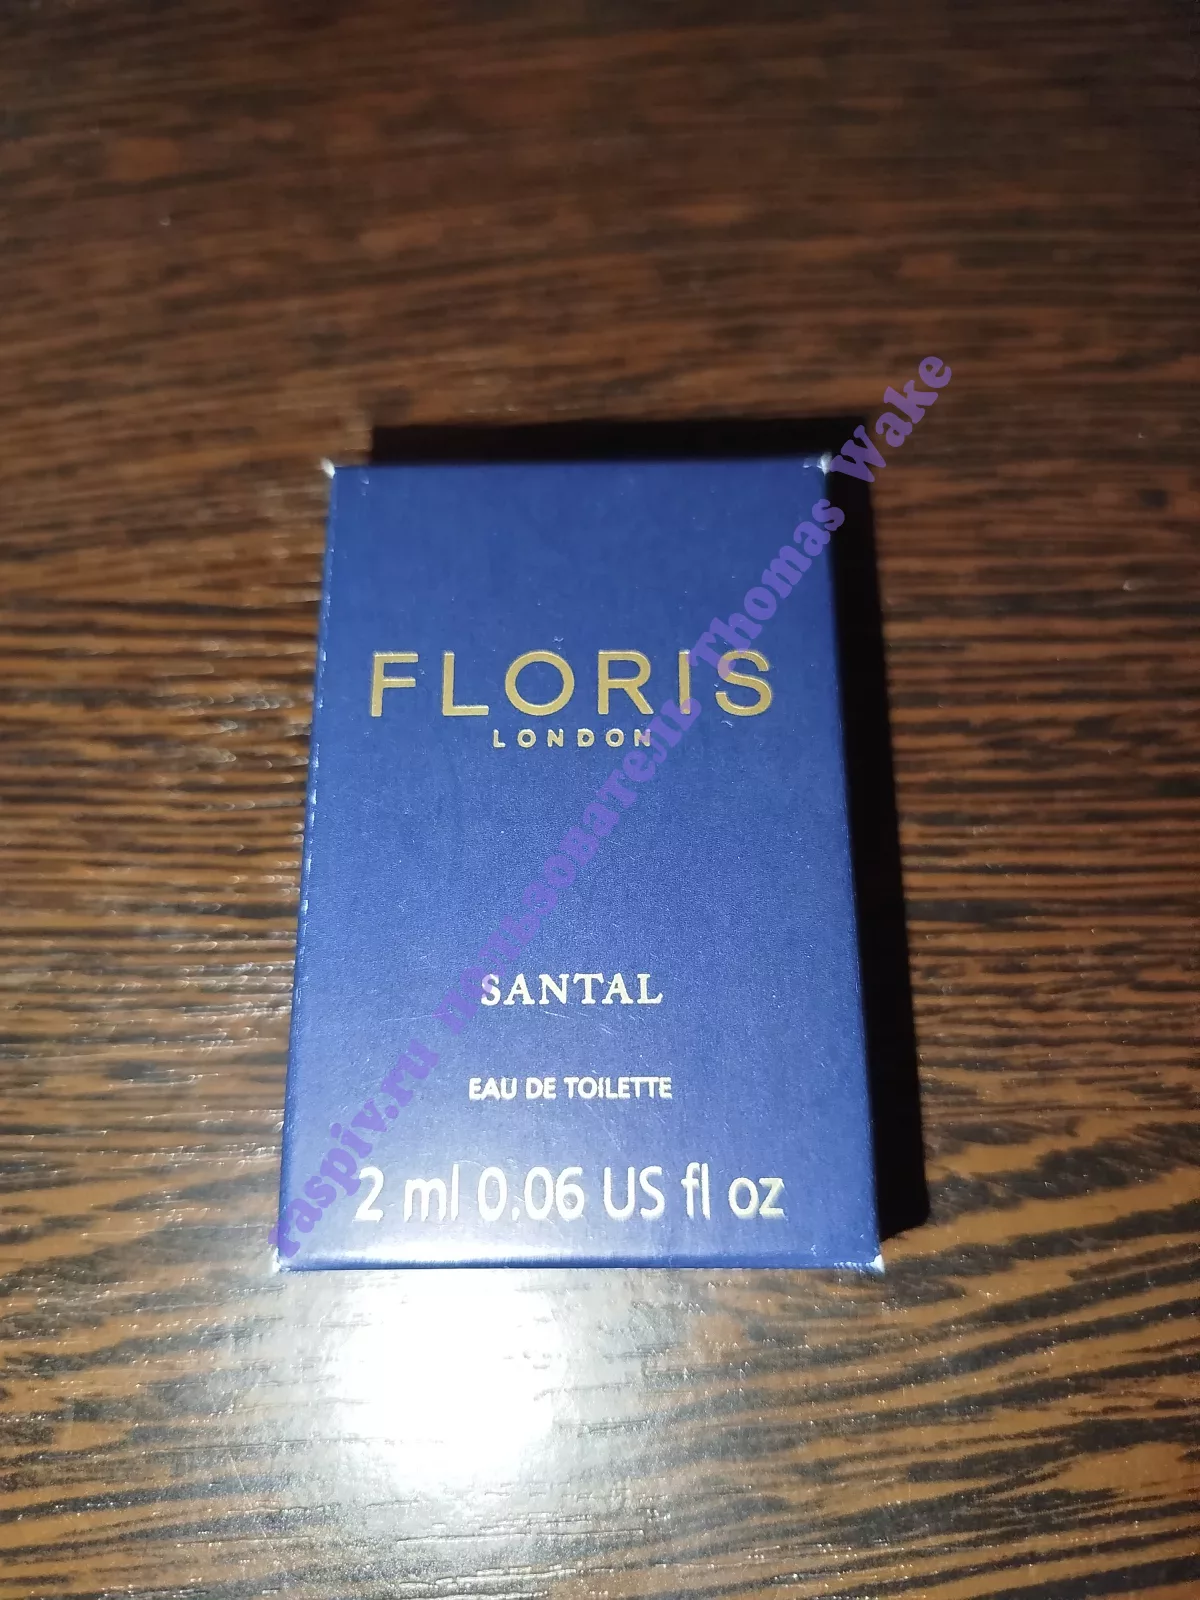 FLORIS
LONDON
SANTAL
EAU DE TOILETTE
2 ml 0.06 US fl oz
raspiv.ru пользователь Thomas Wake